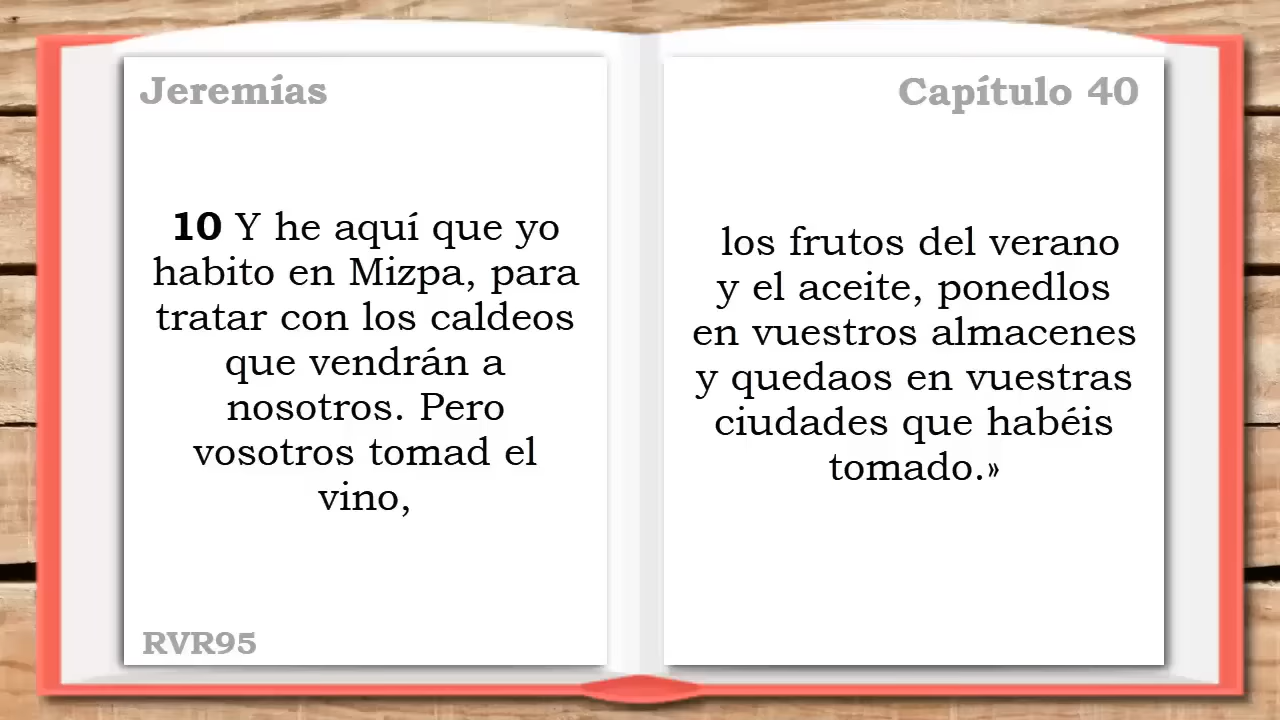 Jeremías
10 Y he aquí que yo
habito en Mizpa, para
tratar con los caldeos
que vendrán a
nosotros. Pero
vosotros tomad el
vino,
RVR95
Capítulo 40
los frutos del verano
y el aceite, ponedlos
en vuestros almacenes
y quedaos en vuestras
ciudades que habéis
tomado.»